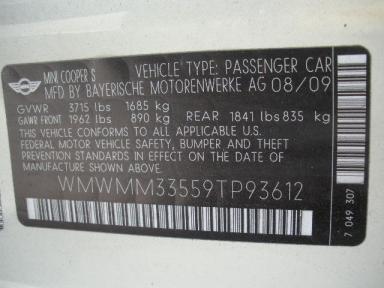 MINI COOPER S VEHICLE TYPE: PASSENGER CAR
MFD BY BAYERISCHE MOTORENWERKE AG 08/09
GVWR 3715 lbs 1685 kg
GAWR FRONT 1962 lbs 890 kg REAR 1841 lbs 835 kg
THIS VEHICLE CONFORMS TO ALL APPLICABLE U.S.
FEDERAL MOTOR VEHICLE SAFETY, BUMPER AND THEFT
PREVENTION STANDARDS IN EFFECT ON THE
DATE OF MANUFACTURE SHOWN ABOVE.
WMWMM33559TP93612
7 049 307